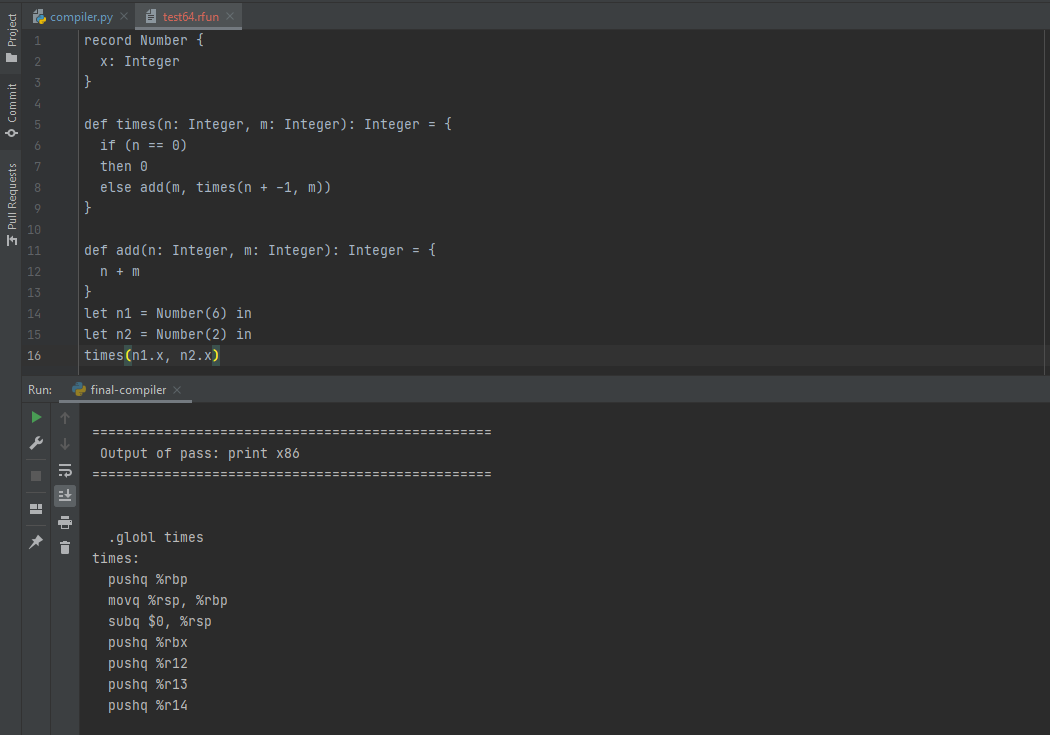 compiler.py
test64.rfun
Project
Commit
Pull Requests
1 record Number {
2   x: Integer
3 }
4
5 def times(n: Integer, m: Integer): Integer = {
6   if (n == 0)
7   then 0
8   else add(m, times(n + -1, m))
9 }
10
11 def add(n: Integer, m: Integer): Integer = {
12   n + m
13 }
14 let n1 = Number(6) in
15 let n2 = Number(2) in
16 times(n1.x, n2.x)
Run: final-compiler
==================================================
 Output of pass: print x86
==================================================
  .globl times
times:
  pushq %rbp
  movq %rsp, %rbp
  subq $0, %rsp
  pushq %rbx
  pushq %r12
  pushq %r13
  pushq %r14